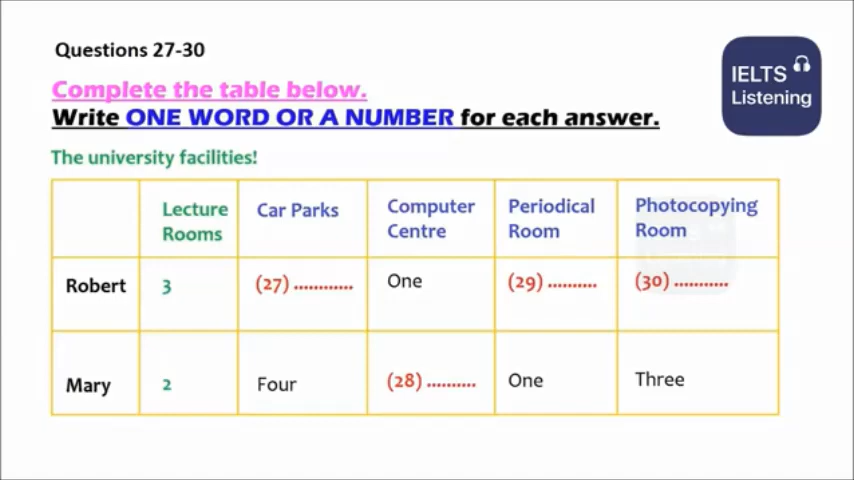 Questions 27-30
IELTS
Listening
Complete the table below.
Write ONE WORD OR A NUMBER for each answer.
The university facilities!
Lecture Rooms
Car Parks
Computer Centre
Periodical Room
Photocopying Room
Robert
3
(27) ............
One
(29) ..........
(30) ...........
Mary
2
Four
(28) ..........
One
Three